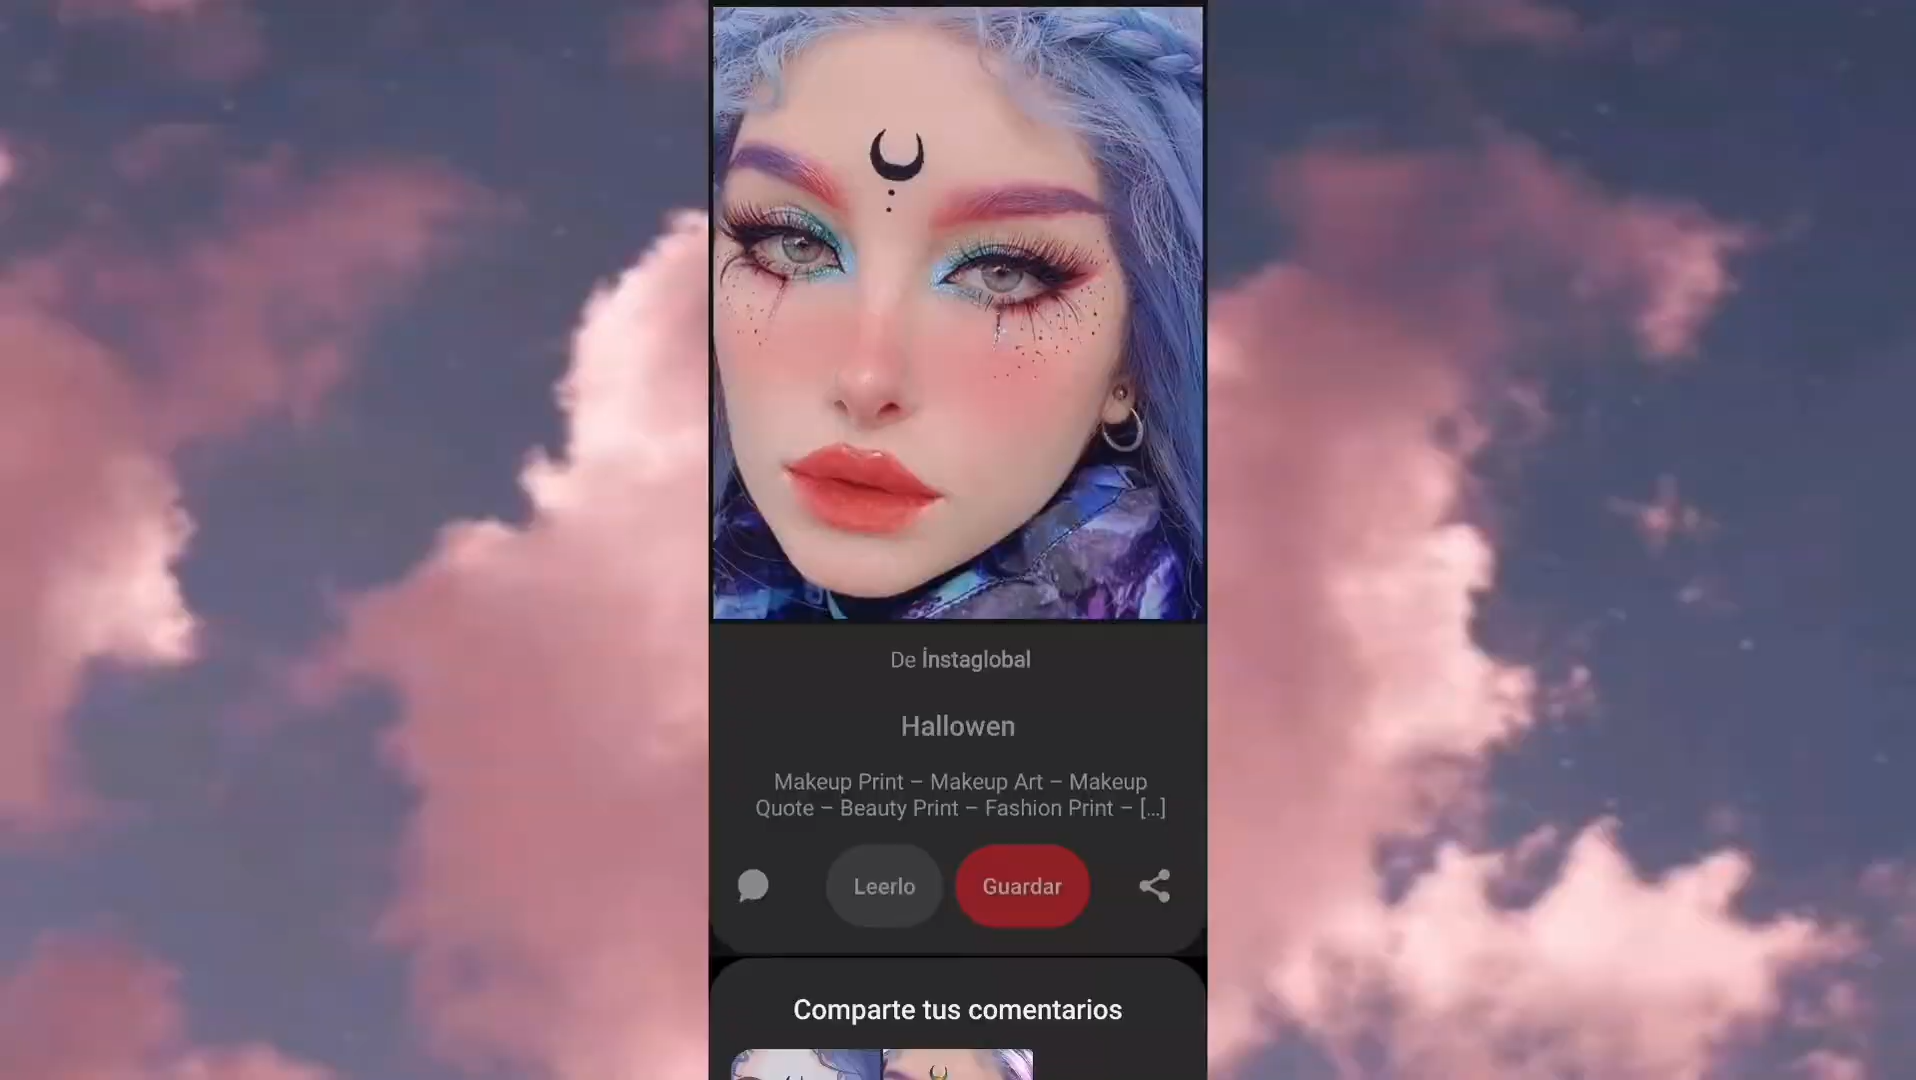 De İnstaglobal
Hallowen
Makeup Print – Makeup Art – Makeup
Quote – Beauty Print – Fashion Print – [...]
Leerlo
Guardar
Comparte tus comentarios